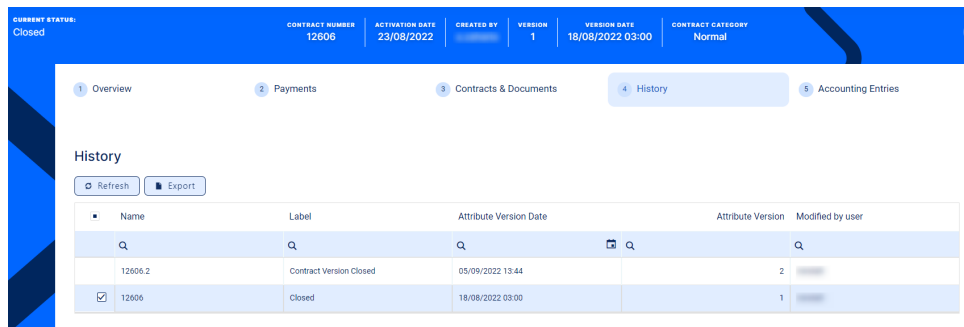 CURRENT STATUS:
Closed
CONTRACT NUMBER
12606
ACTIVATION DATE
23/08/2022
CREATED BY
VERSION
1
VERSION DATE
18/08/2022 03:00
CONTRACT CATEGORY
Normal
1 Overview
2 Payments
3 Contracts & Documents
4 History
5 Accounting Entries
History
Refresh
Export
Name Label Attribute Version Date Attribute Version Modified by user
12606.2 Contract Version Closed 05/09/2022 13:44 2
12606 Closed 18/08/2022 03:00 1